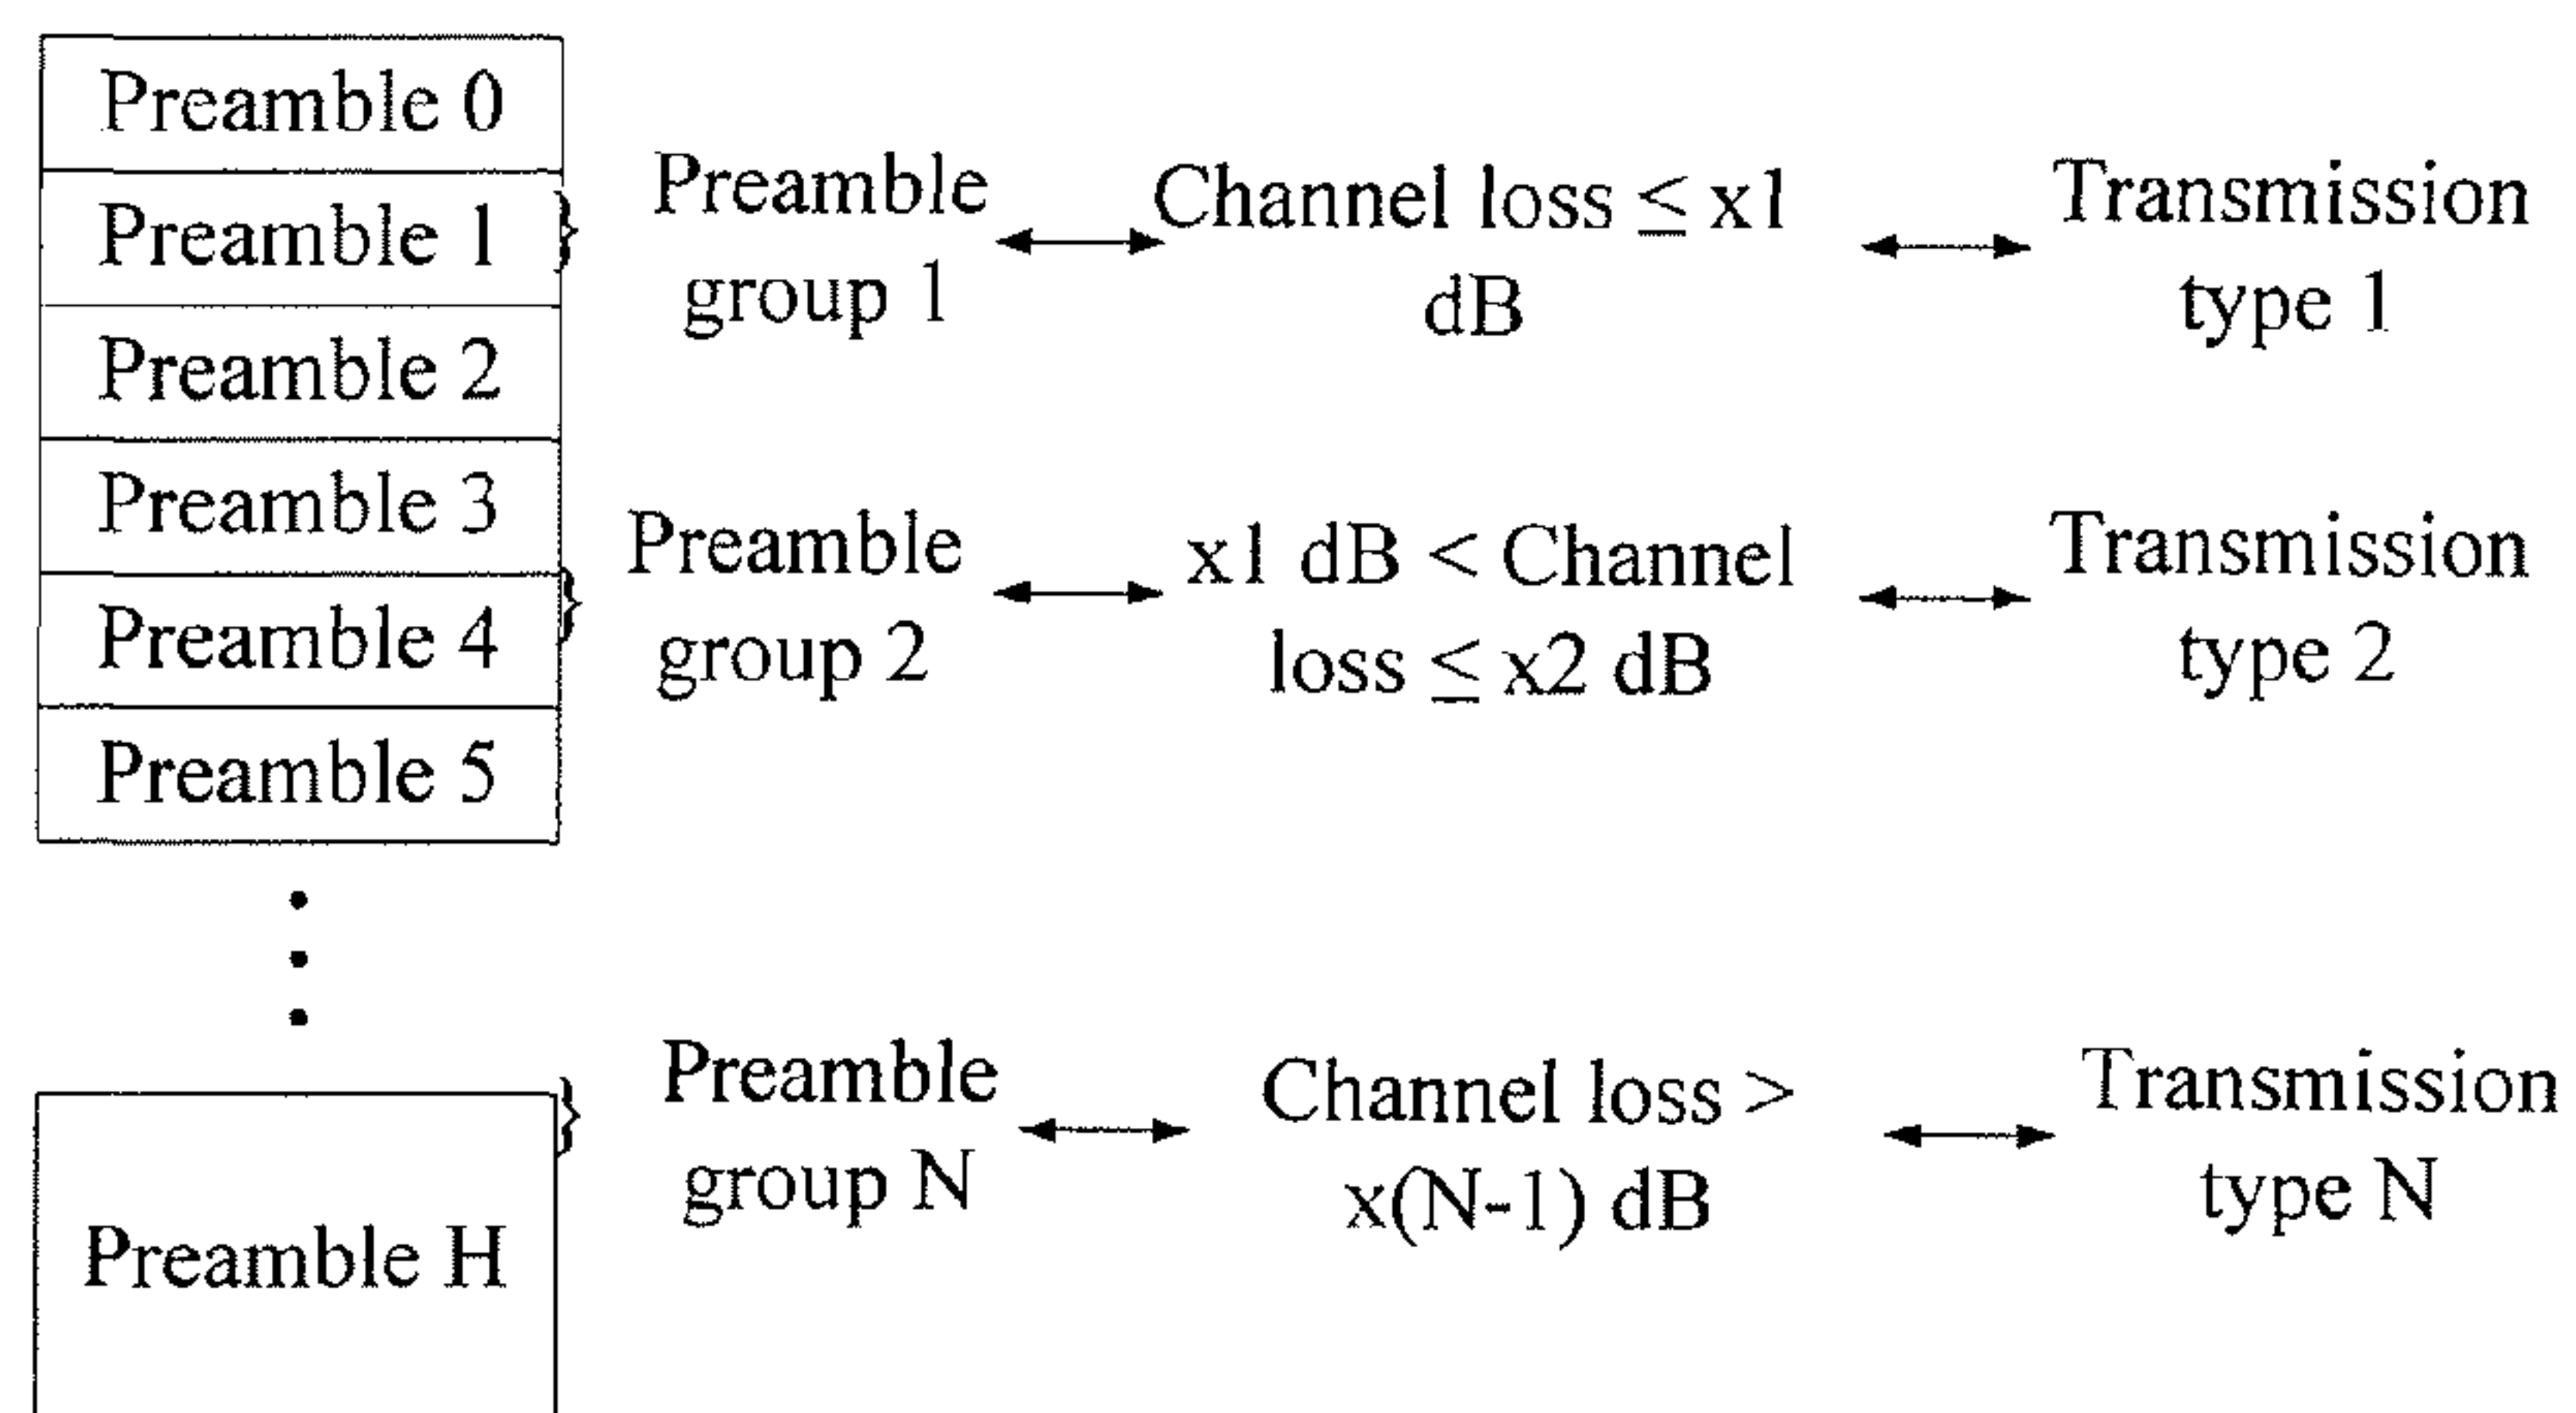 Preamble 0
Preamble 1
Preamble 2
Preamble 3
Preamble 4
Preamble 5
Preamble H
Preamble
group 1
Channel loss ≤ x1
dB
Transmission
type 1
Preamble
group 2
x1 dB < Channel
loss ≤ x2 dB
Transmission
type 2
Preamble
group N
Channel loss >
x(N-1) dB
Transmission
type N